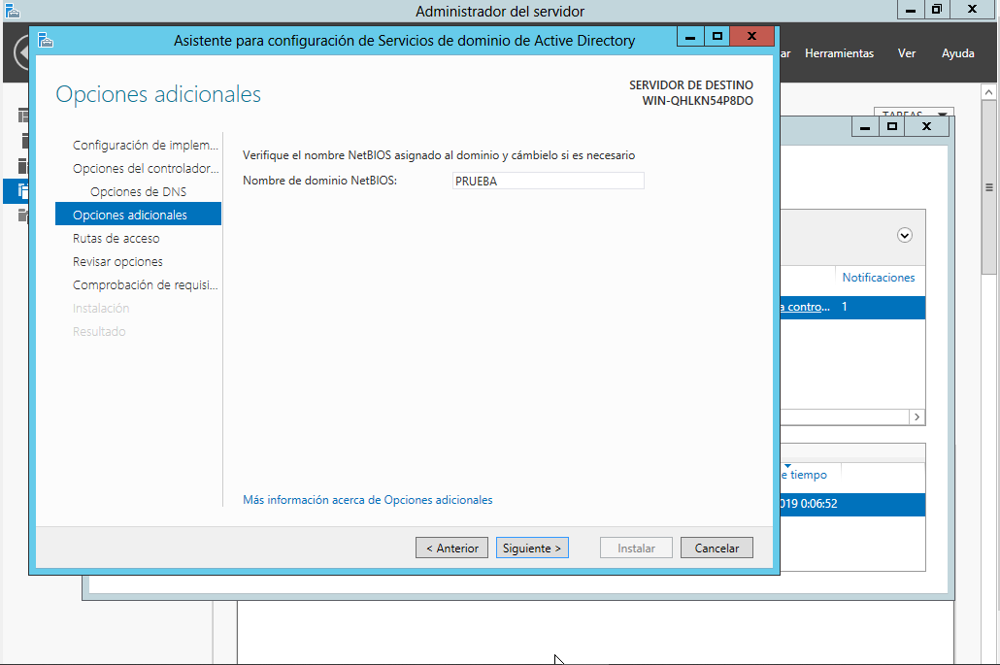 Administrador del servidor
Asistente para configuración de Servicios de dominio de Active Directory
Herramientas
Ver
Ayuda
Opciones adicionales
SERVIDOR DE DESTINO
WIN-QHLKN54P8DO
TAREAS
Configuración de implem...
Opciones del controlador...
Opciones de DNS
Opciones adicionales
Rutas de acceso
Revisar opciones
Comprobación de requisi...
Instalación
Resultado
Verifique el nombre NetBIOS asignado al dominio y cámbielo si es necesario
Nombre de dominio NetBIOS: PRUEBA
Notificaciones
a contro... 1
e tiempo
019 0:06:52
Más información acerca de Opciones adicionales
< Anterior
Siguiente >
Instalar
Cancelar